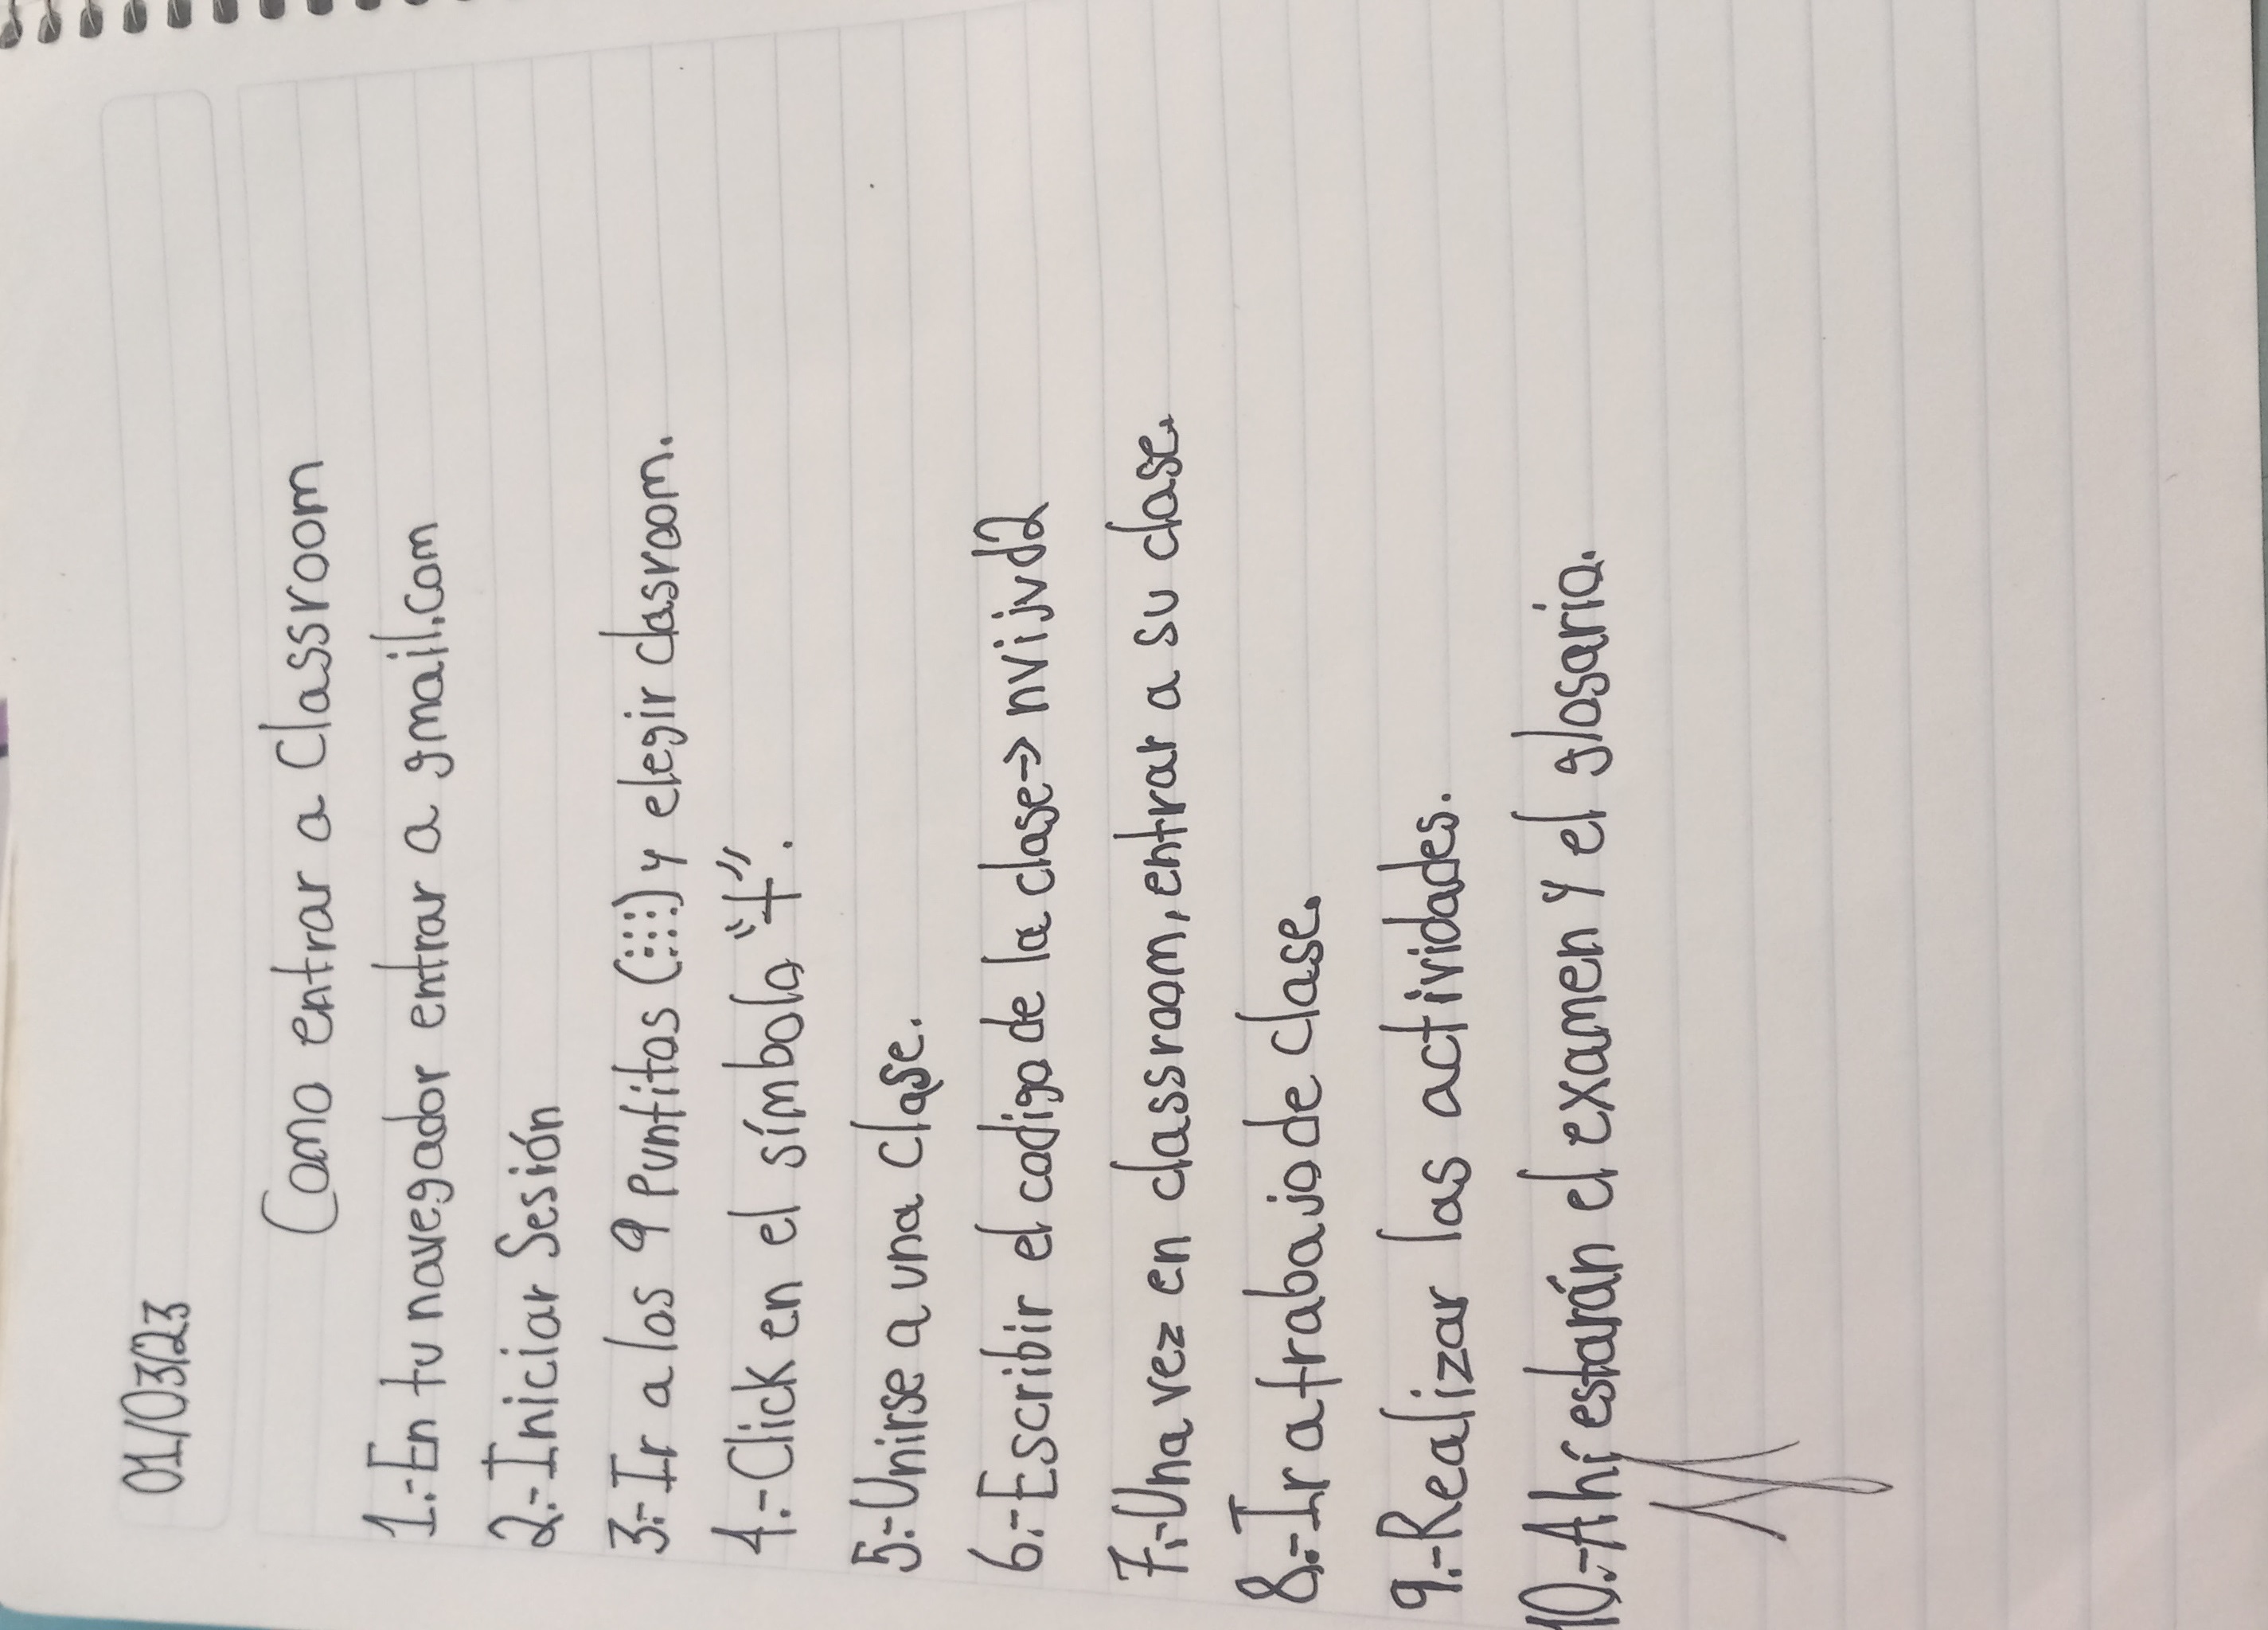 01/03/23
Como entrar a Classroom
1.-En tu navegador entrar a gmail.com
2.-Iniciar Sesión
3.-Ir a los 9 Puntitos (:::) y elegir clasroom.
4.-Click en el símbolo "+".
5.-Unirse a una clase.
6.-Escribir el codigo de la clase-> nvijvd2
7.-Una vez en classroom, entrar a su clase.
8.-Ir a trabajo de clase.
9.-Realizar las actividades.
10.-Ahí estarán el examen y el glosario.